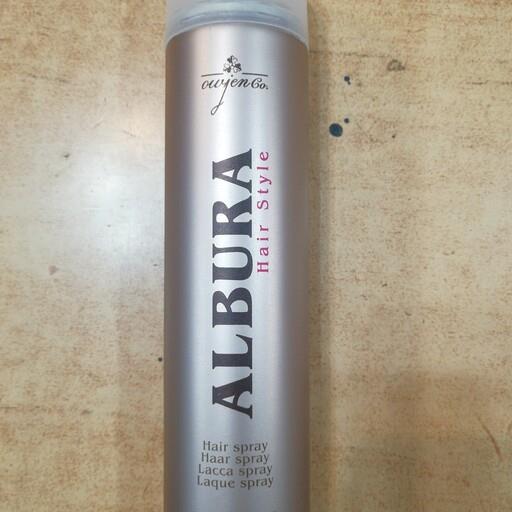 owjen Co.
ALBURA
Hair Style
Hair spray
Haar spray
Lacca spray
Laque spray